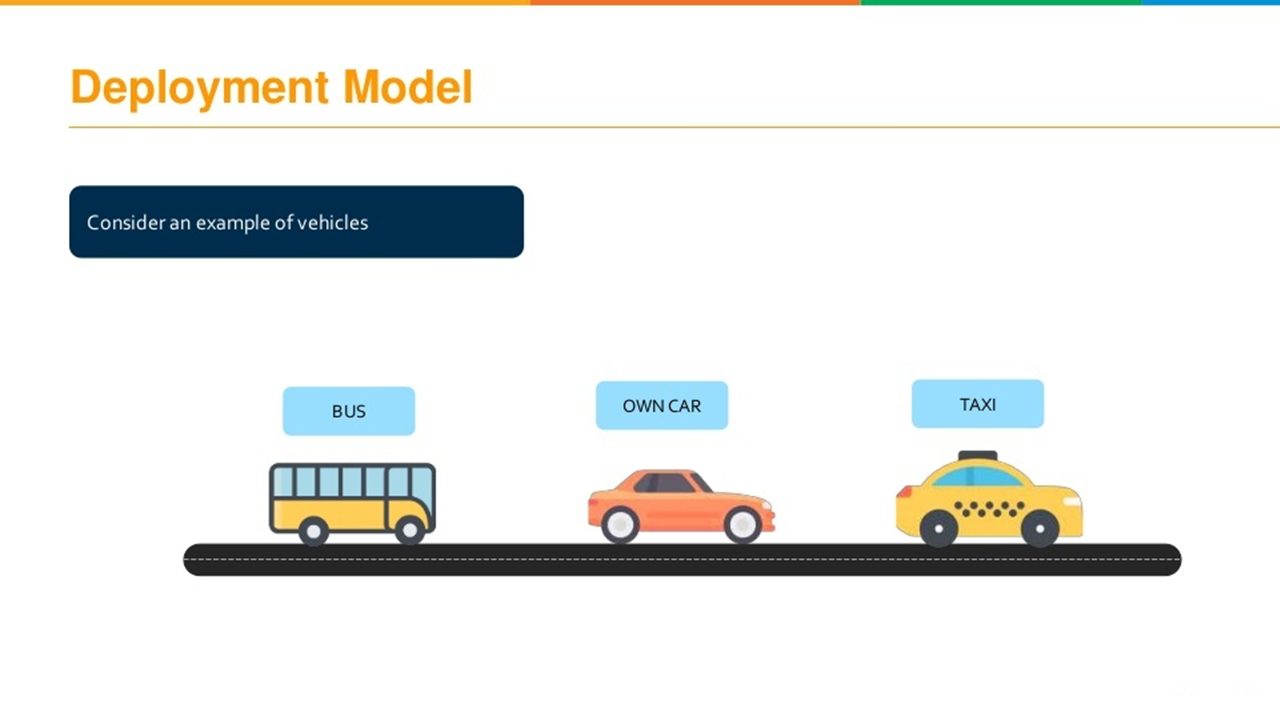 Deployment Model
Consider an example of vehicles
BUS
OWN CAR
TAXI